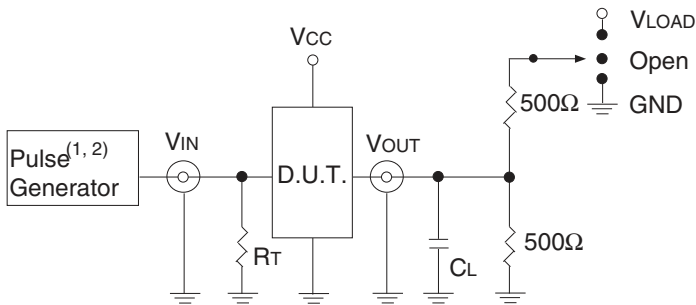 VLOAD
VCC
Open
500Ω
GND
Pulse(1, 2)
Generator
VIN
D.U.T.
VOUT
RT
CL
500Ω